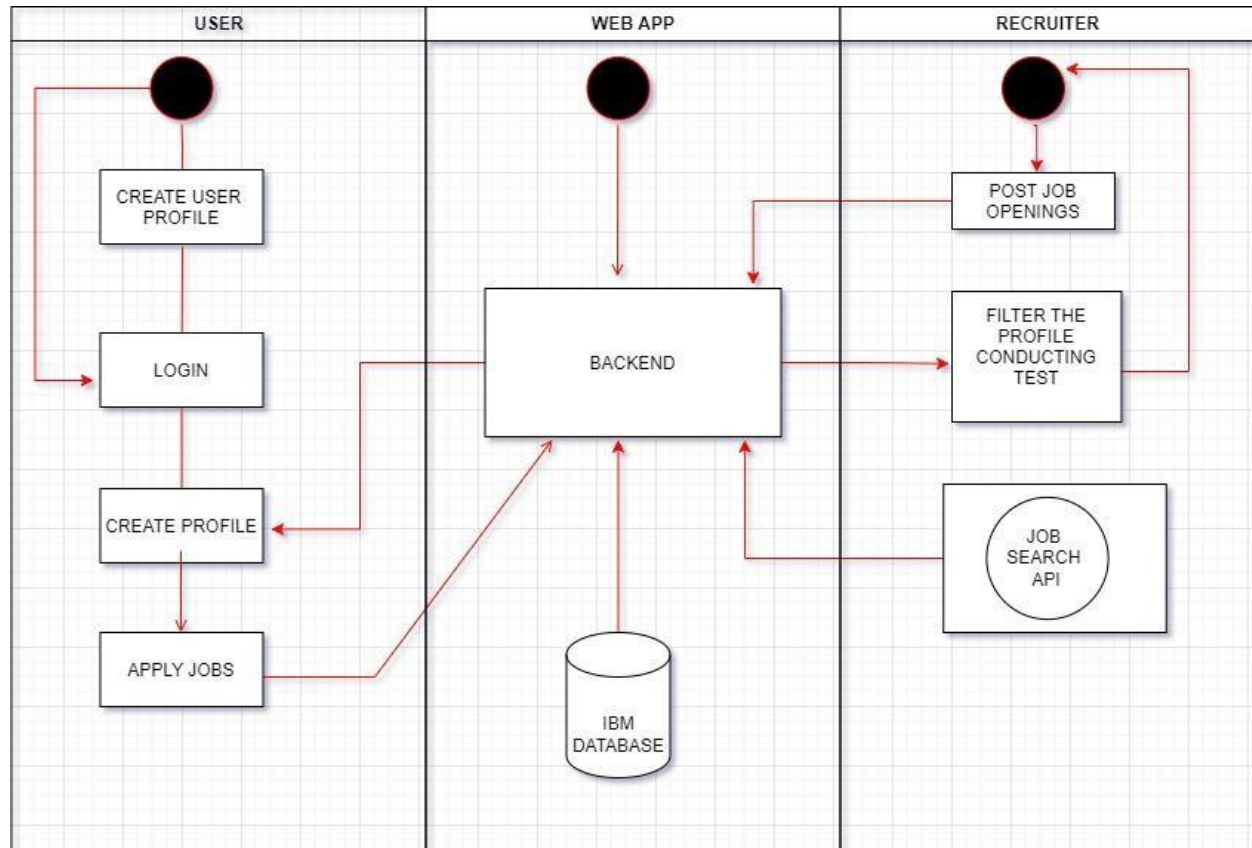 USER
WEB APP
RECRUITER
CREATE USER
PROFILE
LOGIN
CREATE PROFILE
APPLY JOBS
BACKEND
IBM
DATABASE
POST JOB
OPENINGS
FILTER THE
PROFILE
CONDUCTING
TEST
JOB
SEARCH
API